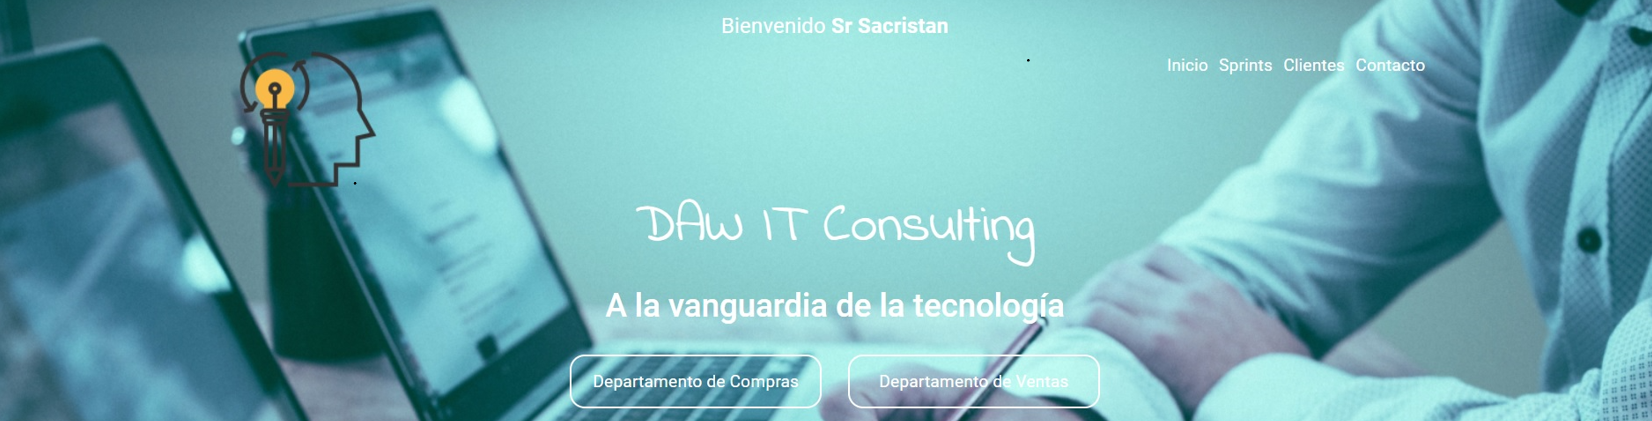 Bienvenido Sr Sacristan
Inicio Sprints Clientes Contacto
DAW IT Consulting
A la vanguardia de la tecnología
Departamento de Compras
Departamento de Ventas